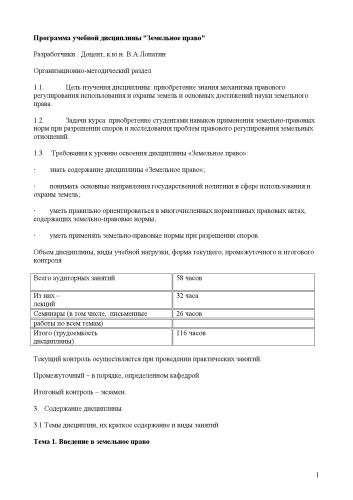 Программа учебной дисциплины "Земельное право"
Разработчики : Доцент, к.ю.н. В.А.Лопатин
Организационно-методический раздел
1.1. Цель изучения дисциплины: приобретение знания механизма правового
регулирования использования и охраны земель и основных достижений науки земельного
права.
1.2. Задачи курса: приобретение студентами навыков применения земельно-правовых
норм при разрешении споров и исследования проблем правового регулирования земельных
отношений.
1.3 Требования к уровню освоения дисциплины «Земельное право»:
· знать содержание дисциплины «Земельное право»;
· понимать основные направления государственной политики в сфере использования и
охраны земель;
· уметь правильно ориентироваться в многочисленных нормативных правовых актах,
содержащих земельно-правовые нормы;
· уметь применять земельно-правовые нормы при разрешении споров.
Объем дисциплины, виды учебной нагрузки, форма текущего, промежуточного и итогового
контроля
Всего аудиторных занятий 58 часов
Из них – 32 часа
лекций
Семинары (в том числе, письменные 26 часов
работы по всем темам)
Итого (трудоемкость 116 часов
дисциплины)
Текущий контроль осуществляется при проведении практических занятий.
Промежуточный – в порядке, определенном кафедрой
Итоговый контроль – экзамен.
3. Содержание дисциплины
3.1 Темы дисциплин, их краткое содержание и виды занятий
Тема 1. Введение в земельное право
1